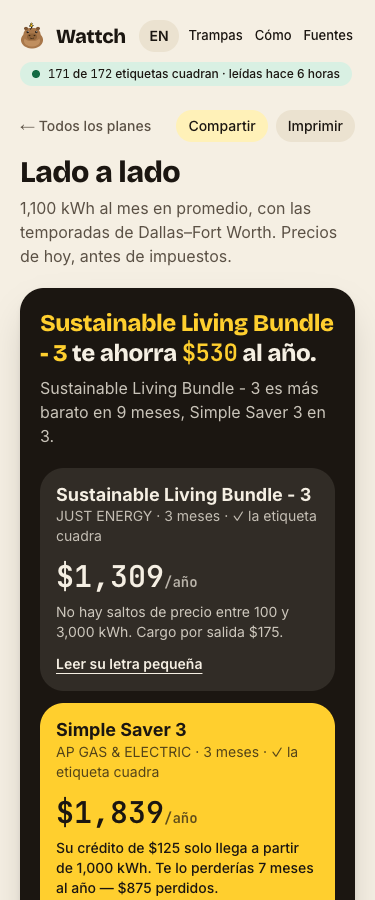 Wattch
EN
Trampas
Cómo
Fuentes
171 de 172 etiquetas cuadran · leídas hace 6 horas
← Todos los planes
Compartir
Imprimir
Lado a lado
1,100 kWh al mes en promedio, con las
temporadas de Dallas–Fort Worth. Precios
de hoy, antes de impuestos.
Sustainable Living Bundle
- 3 te ahorra $530 al año.
Sustainable Living Bundle - 3 es más
barato en 9 meses, Simple Saver 3 en
3.
Sustainable Living Bundle - 3
JUST ENERGY · 3 meses · ✓ la etiqueta
cuadra
$1,309/año
No hay saltos de precio entre 100 y
3,000 kWh. Cargo por salida $175.
Leer su letra pequeña
Simple Saver 3
AP GAS & ELECTRIC · 3 meses · ✓ la
etiqueta cuadra
$1,839/año
Su crédito de $125 solo llega a partir
de 1,000 kWh. Te lo perderías 7 meses
al año — $875 perdidos.